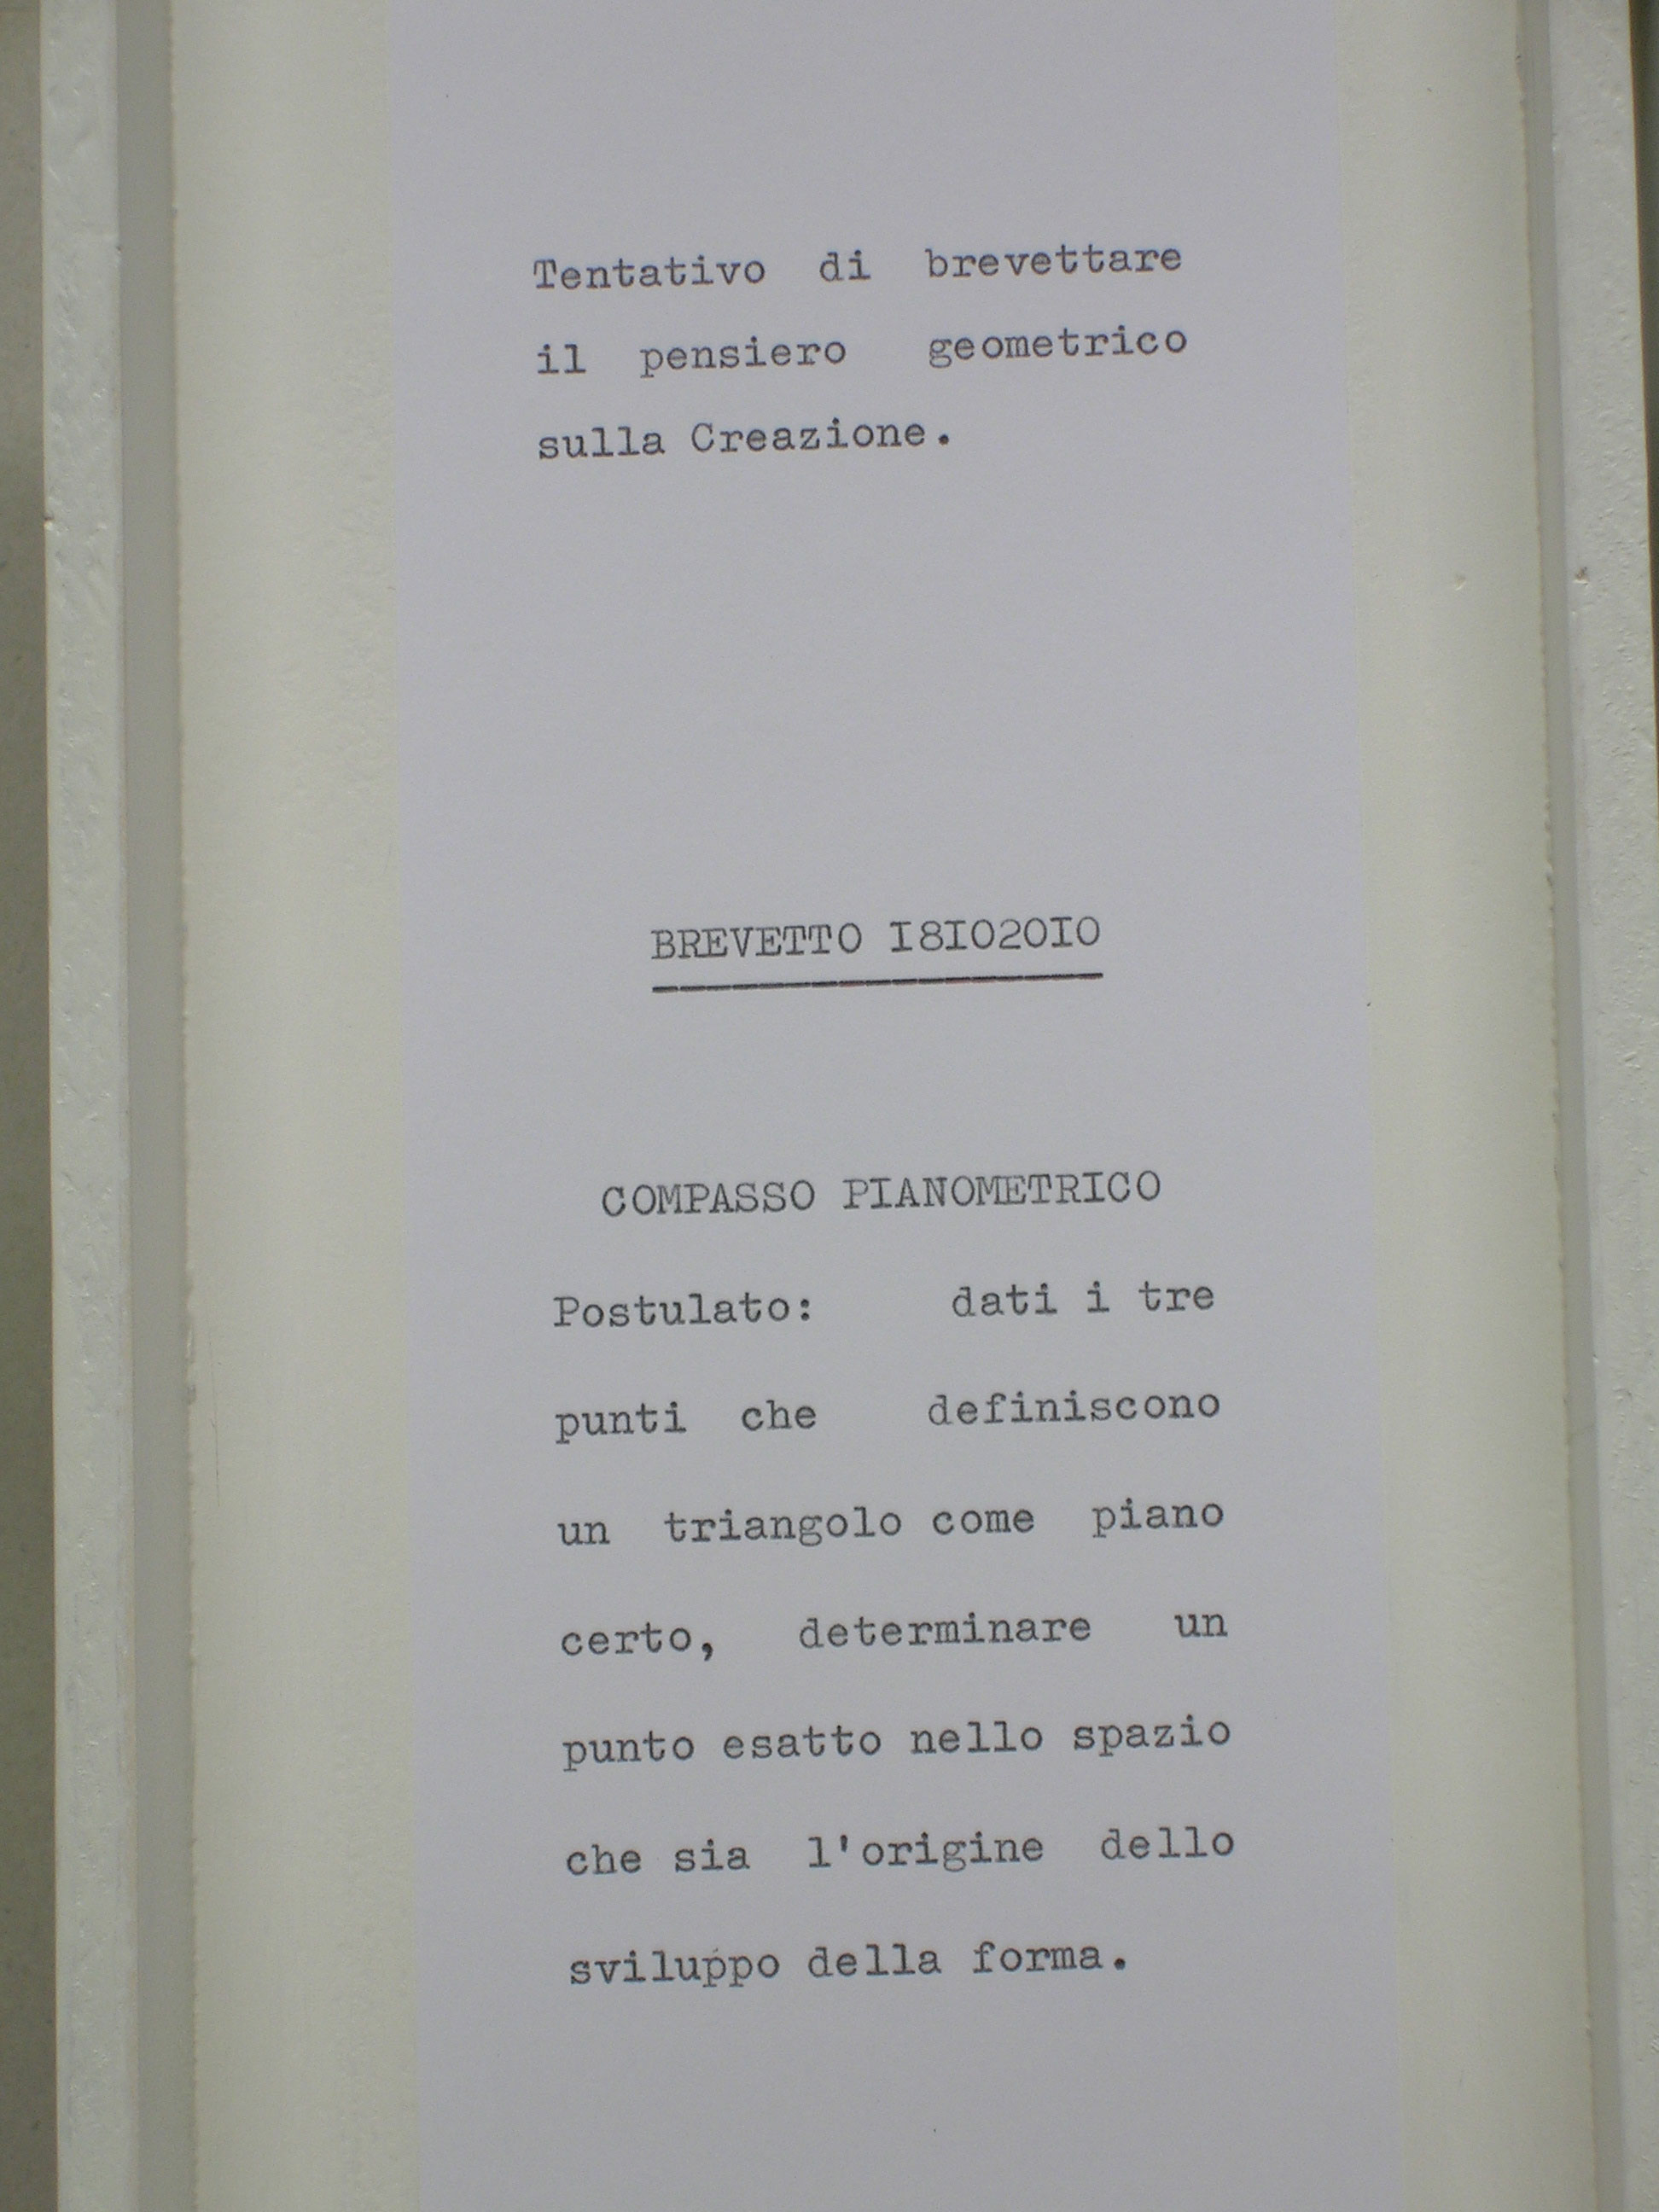 Tentativo di brevettare
il pensiero geometrico
sulla Creazione.
BREVETTO I8IO2OIO
COMPASSO PIANOMETRICO
Postulato: dati i tre
punti che definiscono
un triangolo come piano
certo, determinare un
punto esatto nello spazio
che sia l'origine dello
sviluppo della forma.